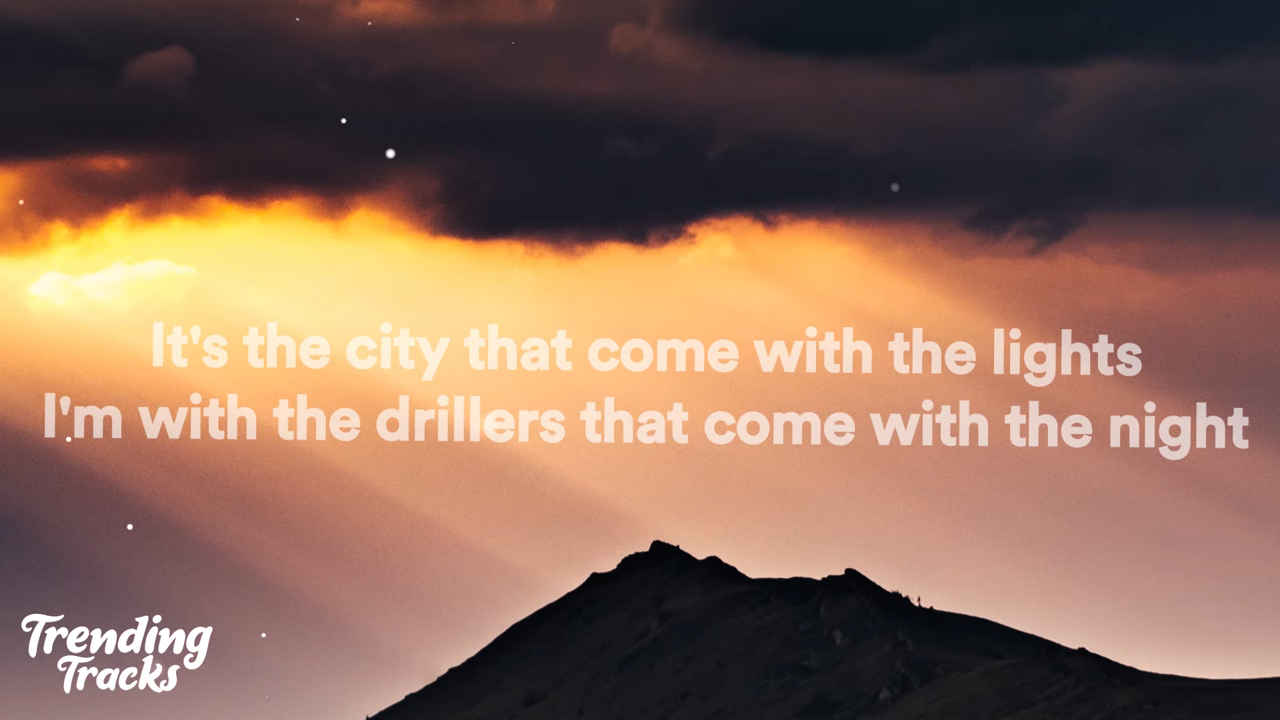 It's the city that come with the lights
I'm with the drillers that come with the night
Trending
Tracks